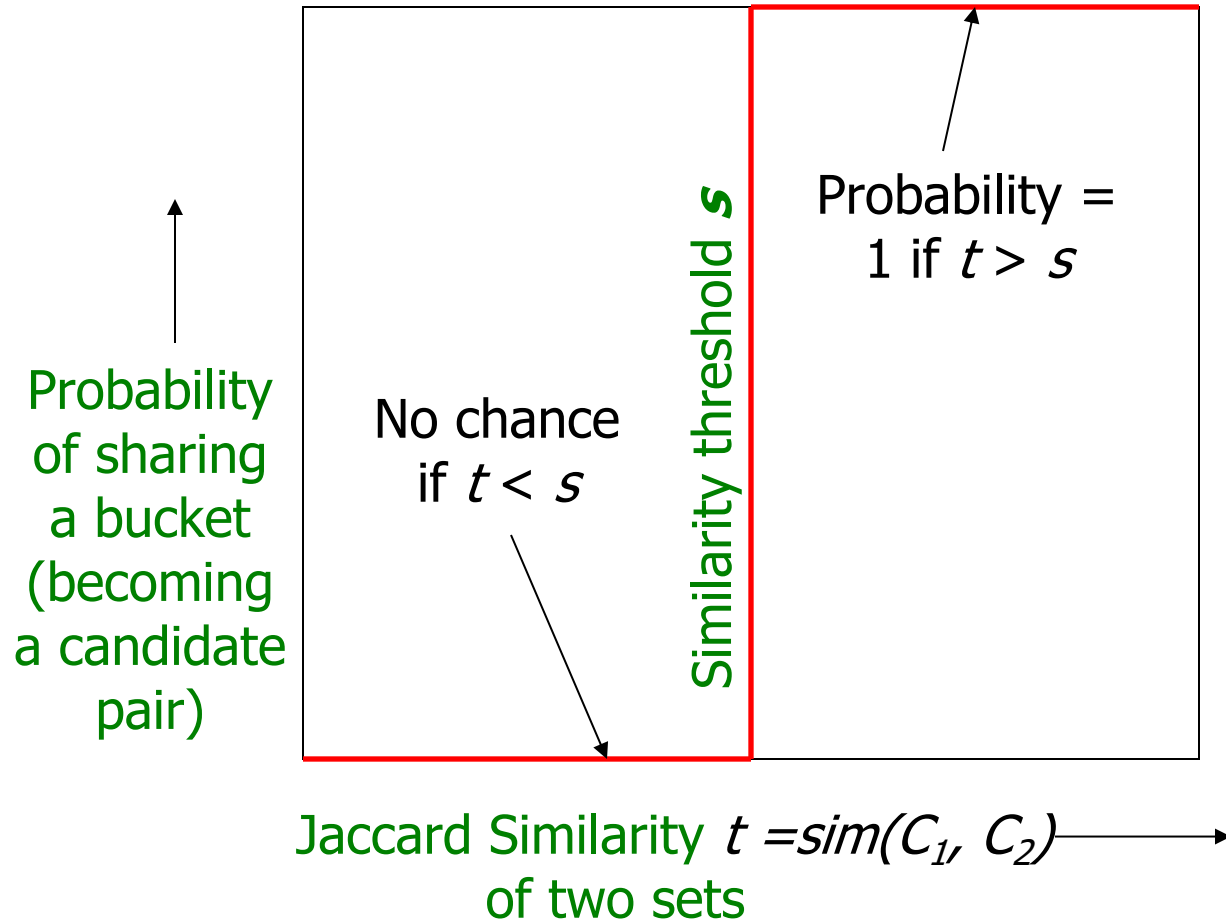 Probability
of sharing
a bucket
(becoming
a candidate
pair)
No chance
if t < s
Similarity threshold s
Probability =
1 if t > s
Jaccard Similarity t =sim(C₁, C₂)
of two sets